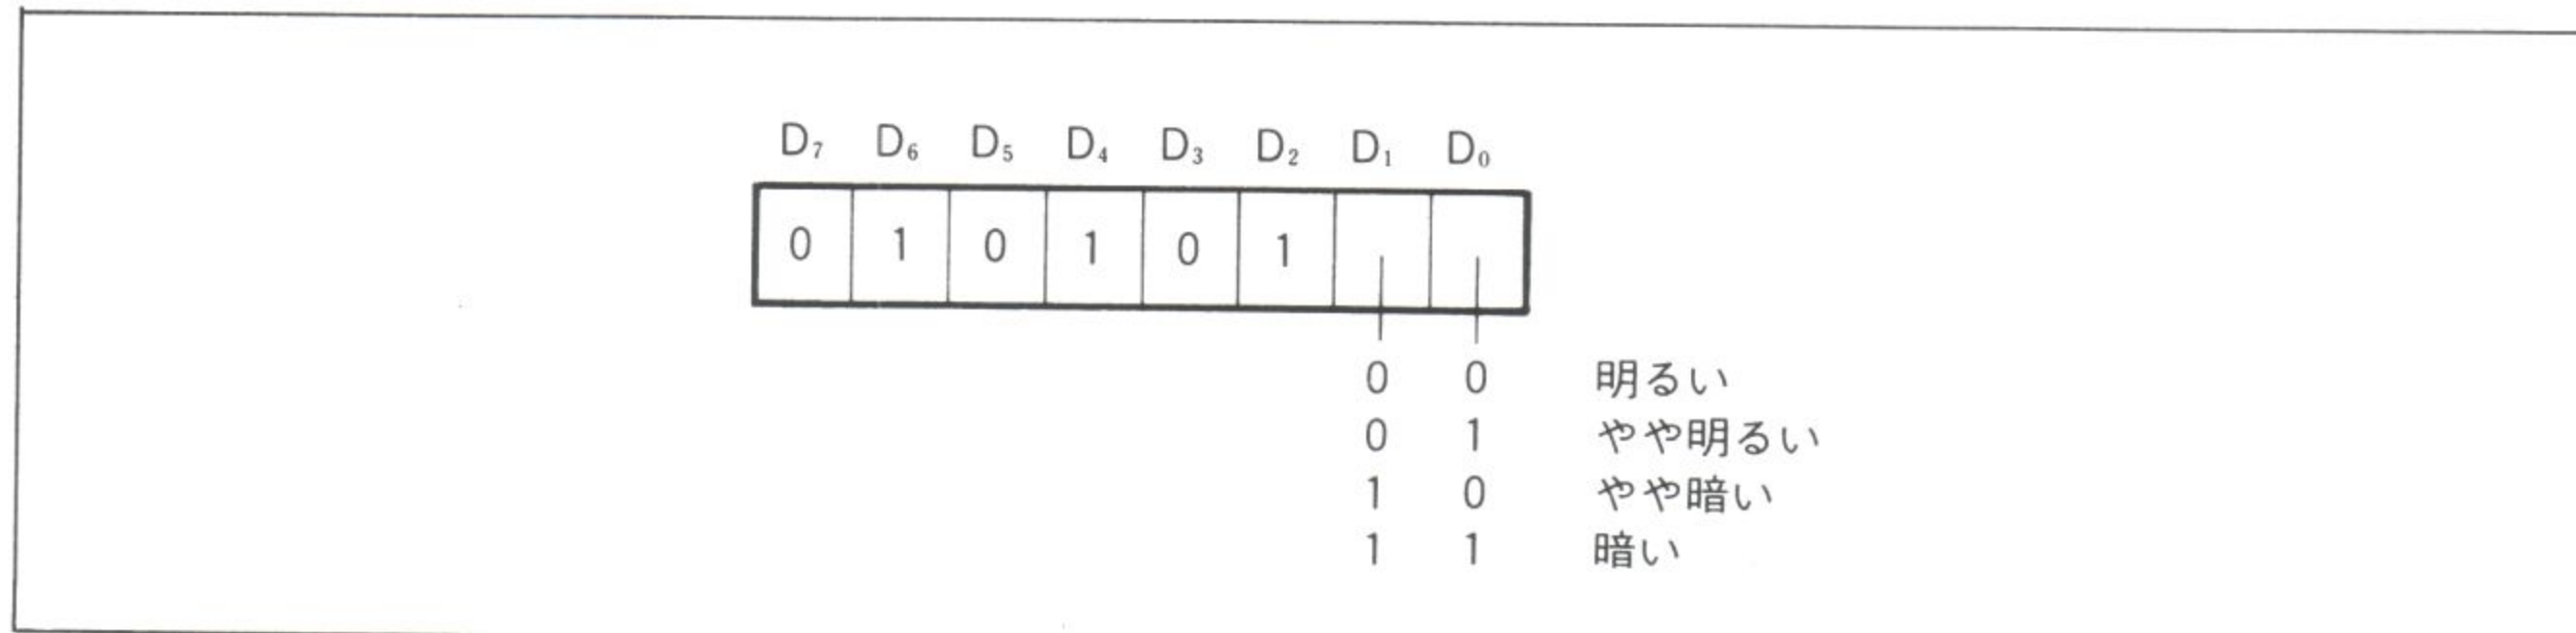 D₇ D₆ D₅ D₄ D₃ D₂ D₁ D₀
0 1 0 1 0 1
0 0 明るい
0 1 やや明るい
1 0 やや暗い
1 1 暗い